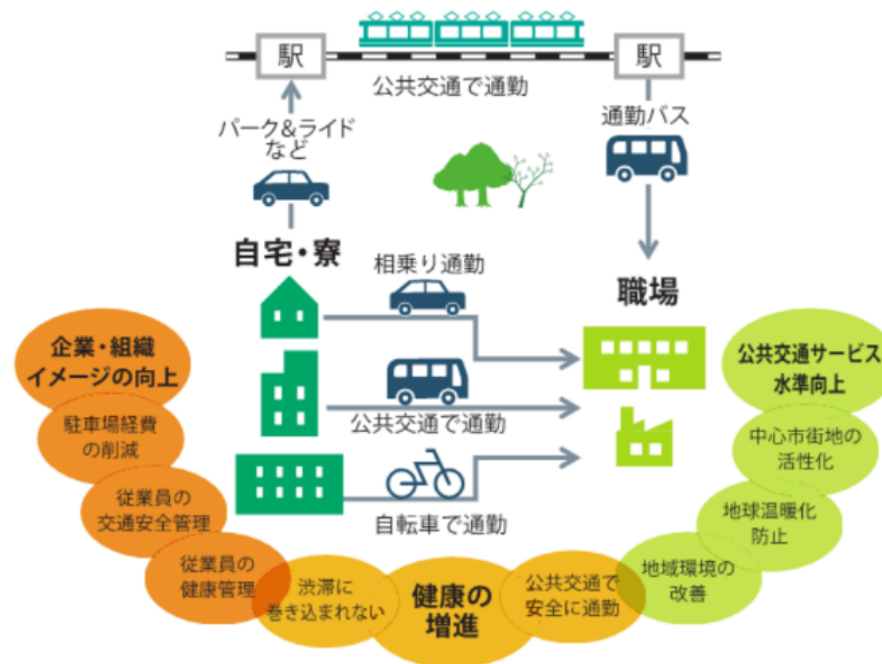 駅
駅
公共交通で通勤
通勤バス
パーク&ライド
など
自宅・寮
相乗り通勤
職場
企業・組織
イメージの向上
公共交通サービス
水準向上
駐車場経費
の削減
公共交通で通勤
中心市街地の
活性化
従業員の
交通安全管理
自転車で通勤
地球温暖化
防止
従業員の
健康管理
渋滞に
巻き込まれない
健康の
増進
公共交通で
安全に通勤
地域環境の
改善